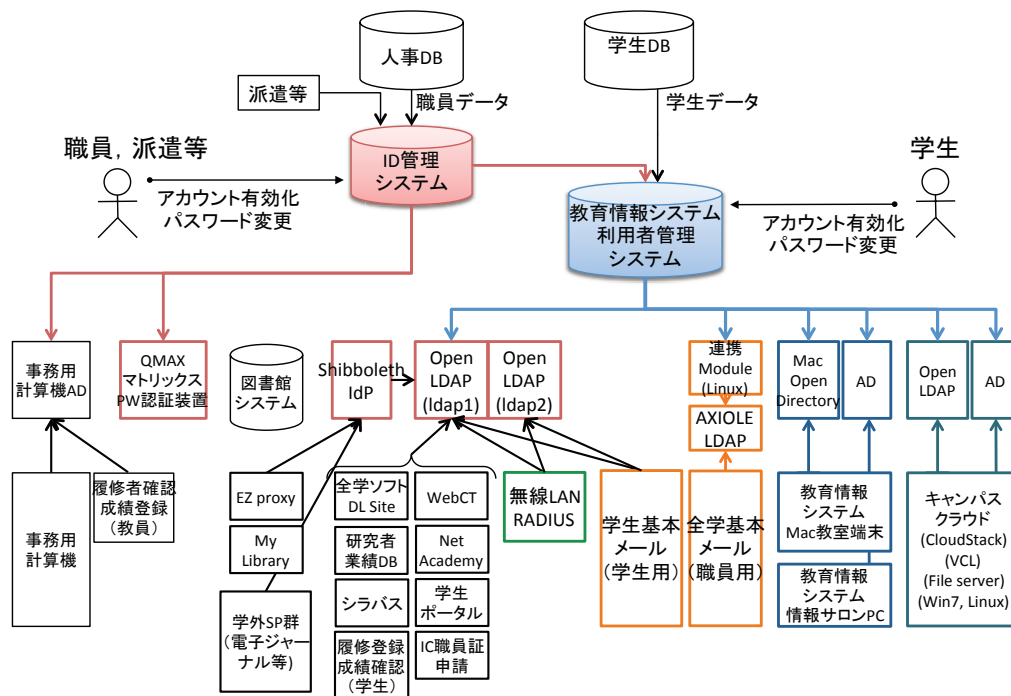 人事DB
学生DB
派遣等
職員データ
学生データ
職員, 派遣等
学生
ID管理
システム
アカウント有効化
パスワード変更
教育情報システム
利用者管理
システム
アカウント有効化
パスワード変更
事務用
計算機AD
QMAX
マトリックス
PW認証装置
図書館
システム
Shibboleth
IdP
Open
LDAP
(ldap1)
Open
LDAP
(ldap2)
連携
Module
(Linux)
AXIOLE
LDAP
Mac
Open
Directory
AD
Open
LDAP
AD
事務用
計算機
履修者確認
成績登録
（教員）
EZ proxy
My
Library
学外SP群
（電子ジャー
ナル等)
全学ソフト
DL Site
研究者
業績DB
シラバス
履修登録
成績確認
（学生）
WebCT
Net
Academy
学生
ポータル
IC職員証
申請
無線LAN
RADIUS
学生基本
メール
（学生用）
全学基本
メール
（職員用）
教育情報
システム
Mac教室端末
教育情報
システム
情報サロンPC
キャンパス
クラウド
(CloudStack)
(VCL)
(File server)
(Win7, Linux)